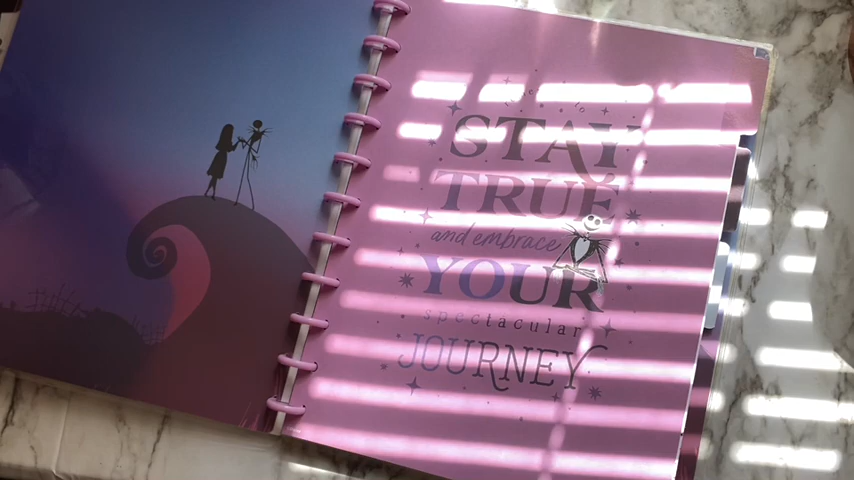 STAY
TRUE
and embrace
YOUR
spectacular
JOURNEY